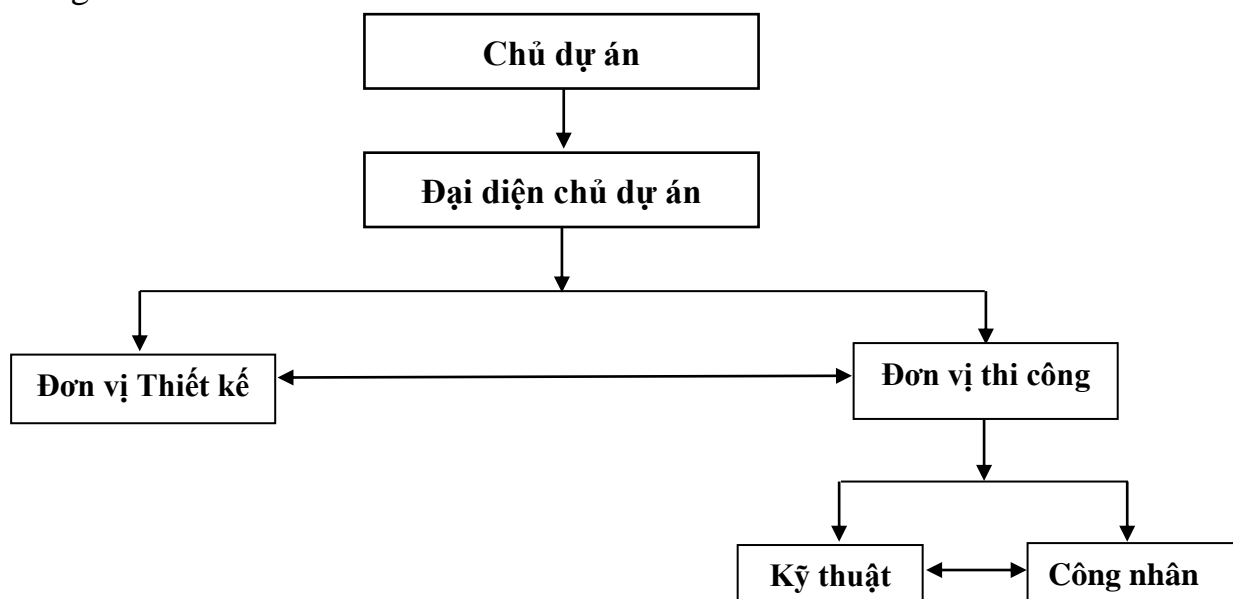 Chủ dự án
Đại diện chủ dự án
Đơn vị Thiết kế
Đơn vị thi công
Kỹ thuật
Công nhân